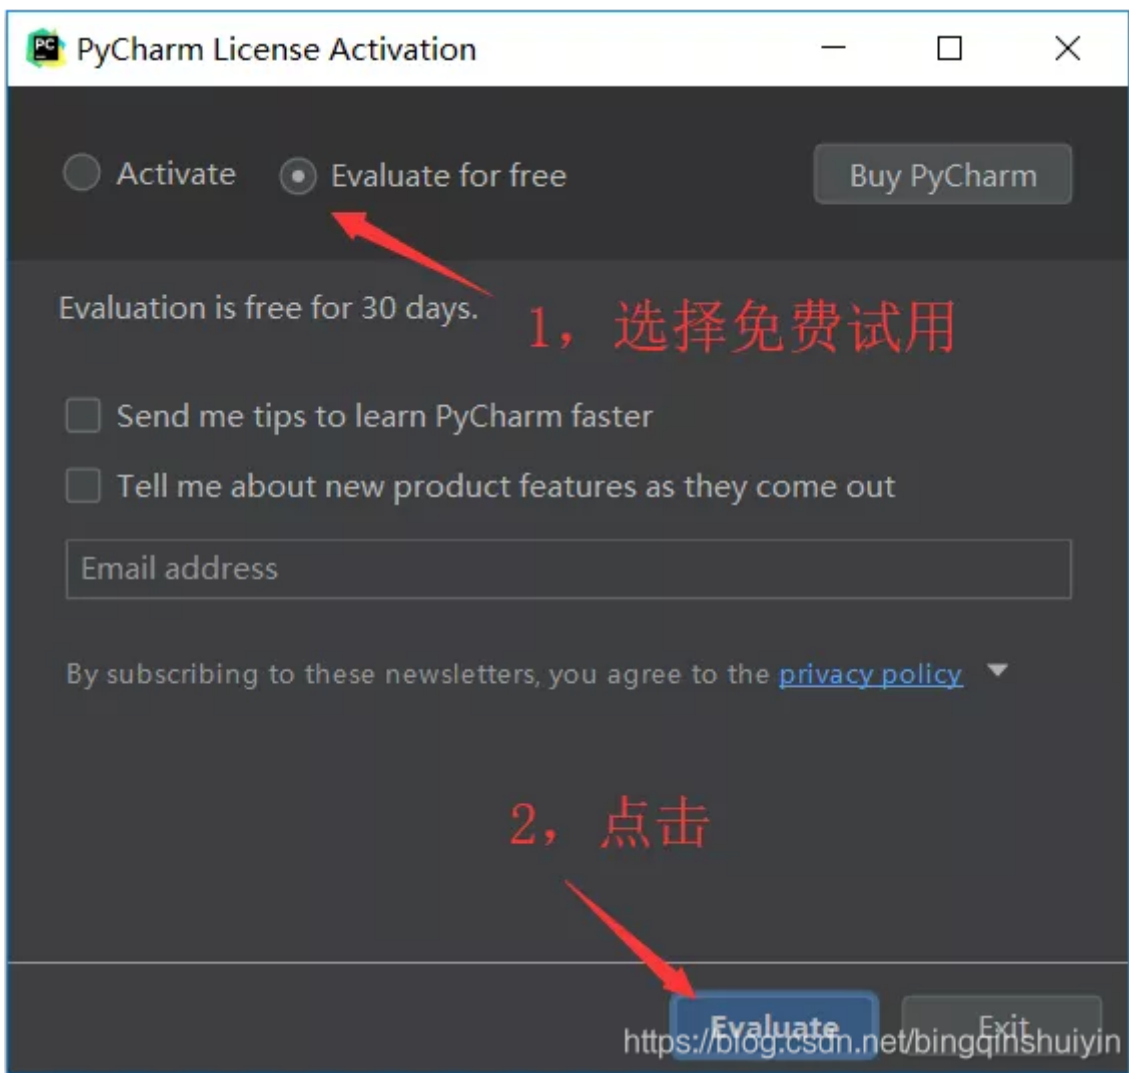 PC
PyCharm License Activation
Activate
Evaluate for free
Buy PyCharm
Evaluation is free for 30 days.
1，选择免费试用
Send me tips to learn PyCharm faster
Tell me about new product features as they come out
Email address
By subscribing to these newsletters, you agree to the privacy policy
2，点击
Evaluate
Exit
https://blog.csdn.net/bingqinshuiyin